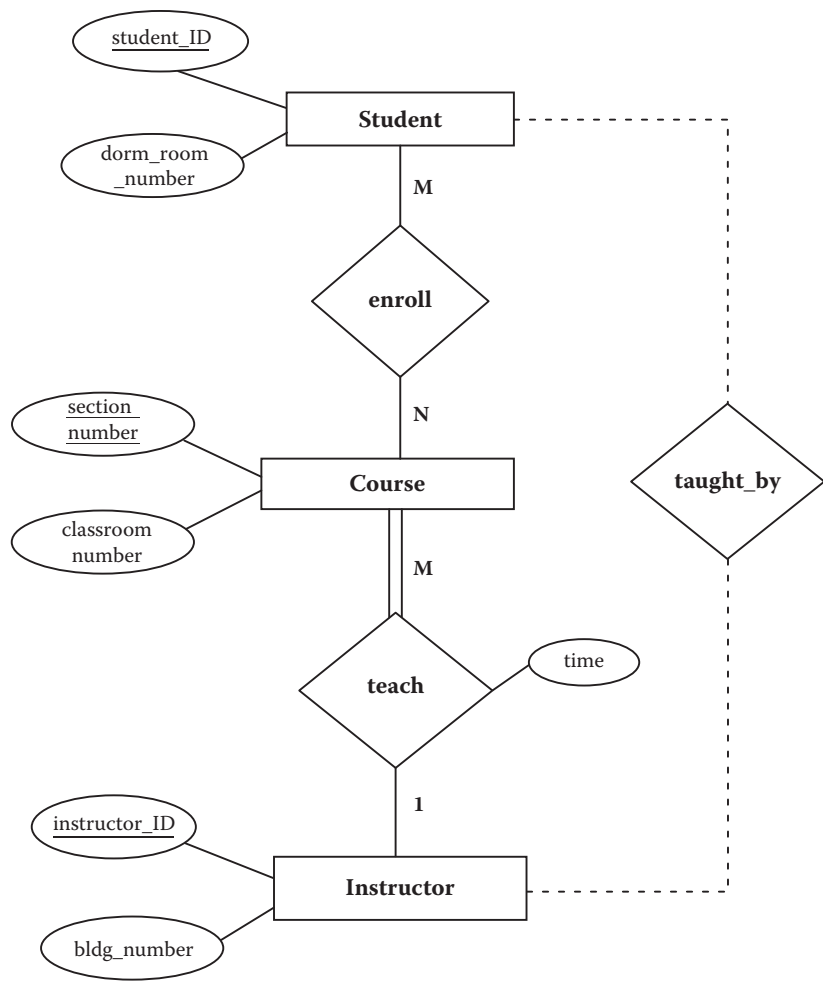 student_ID
Student
dorm_room
_number
M
enroll
N
section
number
Course
taught_by
classroom
number
M
time
teach
1
instructor_ID
Instructor
bldg_number